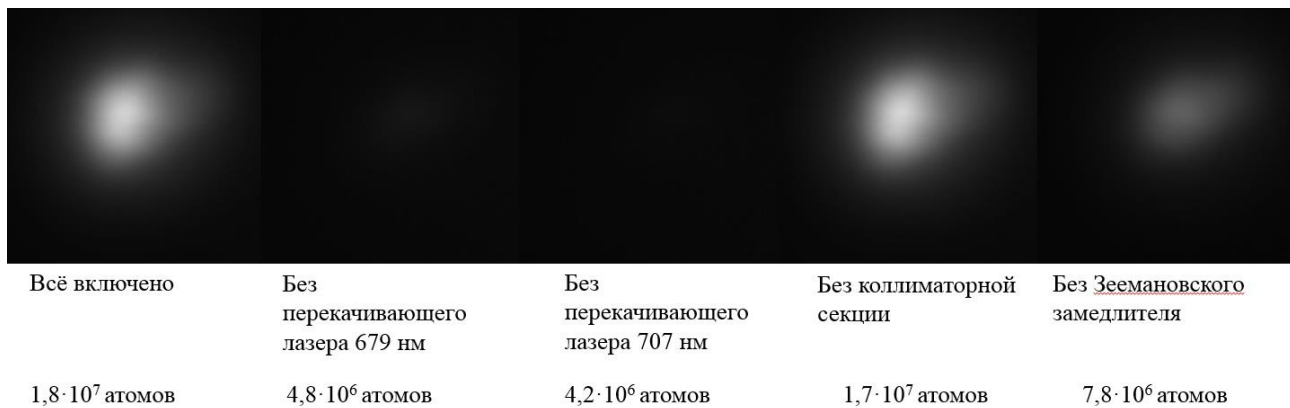 Всё включено
Без
перекачивающего
лазера 679 нм
Без
перекачивающего
лазера 707 нм
Без коллиматорной
секции
Без Зеемановского
замедлителя
1,8·10⁷ атомов
4,8·10⁶ атомов
4,2·10⁶ атомов
1,7·10⁷ атомов
7,8·10⁶ атомов